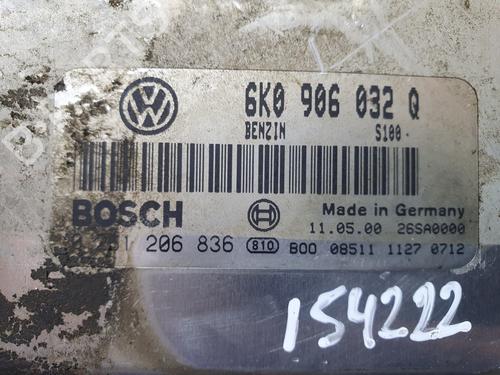 6K0 906 032 Q
BENZIN S100
BOSCH
Made in Germany
11.05.00 26SA0000
206 836 810 B00 08511 1127 0712
154222